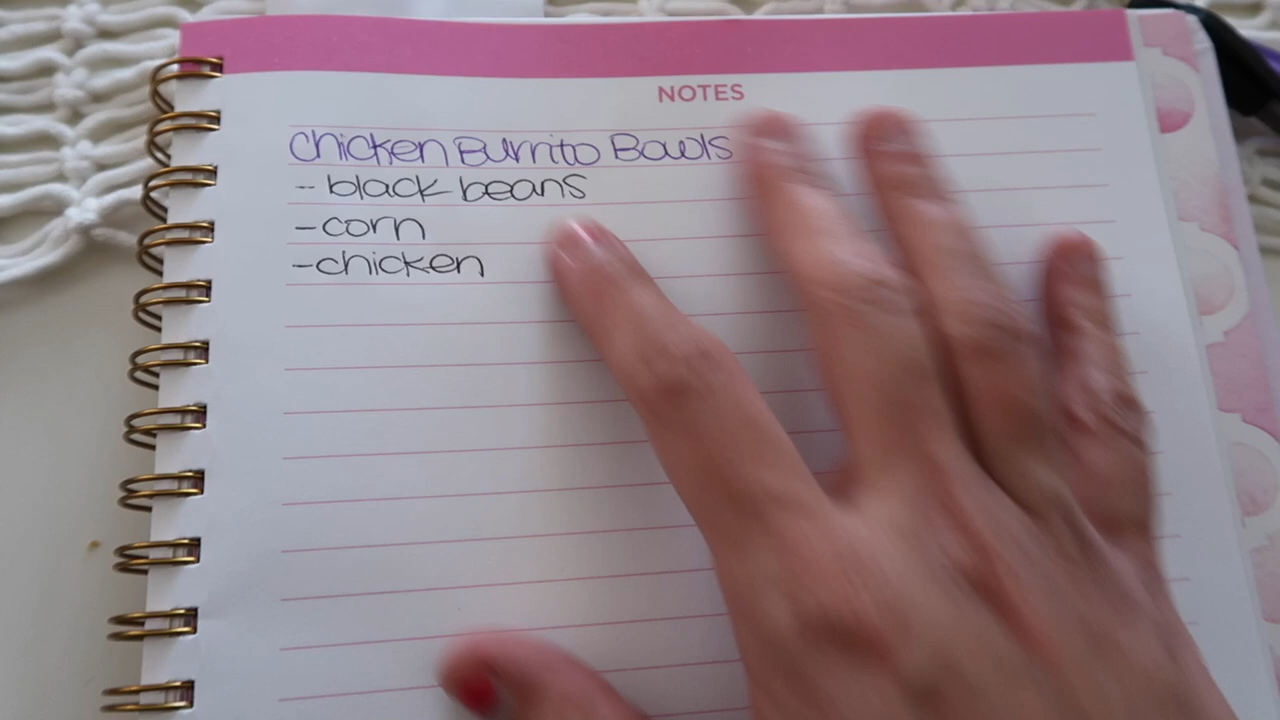 NOTES
Chicken Burrito Bowls
- black beans
- corn
- chicken